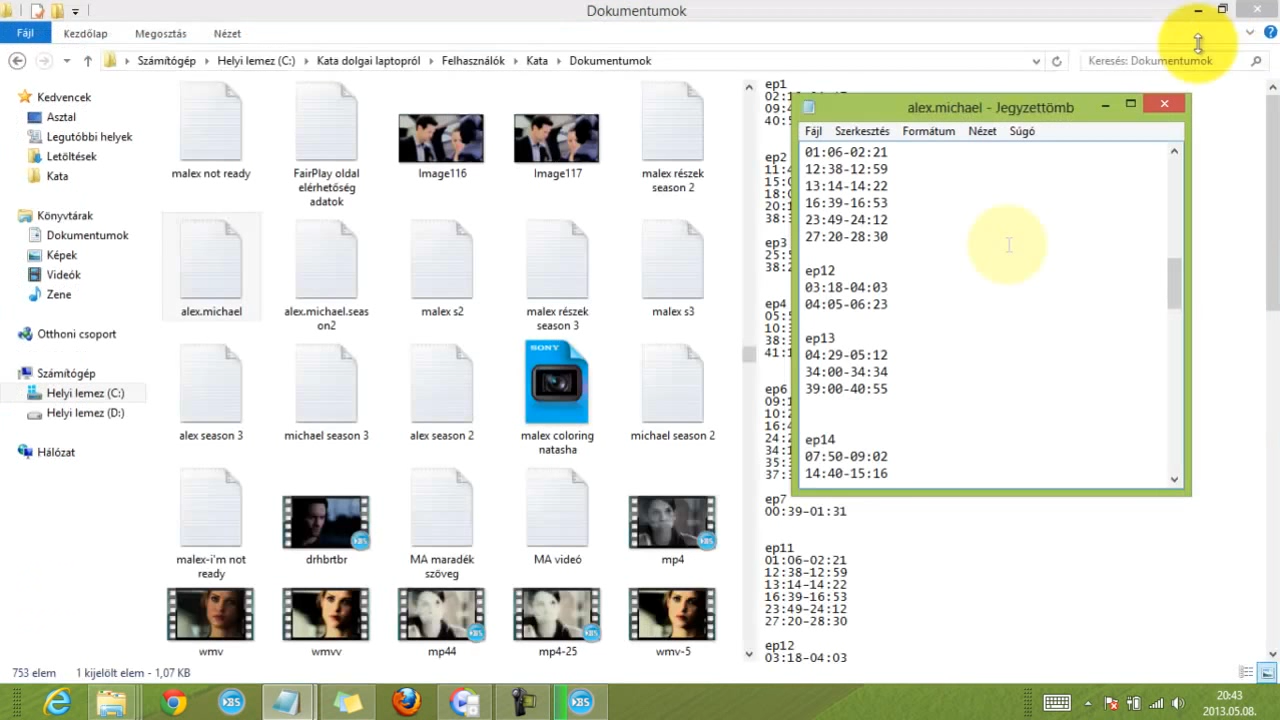 Dokumentumok
Fájl Kezdőlap Megosztás Nézet
Számítógép Helyi lemez (C:) Kata dolgai laptopról Felhasználók Kata Dokumentumok
Keresés: Dokumentumok
Kedvencek
Asztal
Legutóbbi helyek
Letöltések
Kata
Könyvtárak
Dokumentumok
Képek
Videók
Zene
Otthoni csoport
Számítógép
Helyi lemez (C:)
Helyi lemez (D:)
Hálózat
malex not ready
FairPlay oldal
elérhetőség
adatok
Image116
Image117
malex részek
season 2
alex.michael
alex.michael.seas
on2
malex s2
malex részek
season 3
malex s3
alex season 3
michael season 3
alex season 2
SONY
malex coloring
natasha
michael season 2
malex-i'm not
ready
drhbrtbr
MA maradék
szöveg
MA videó
mp4
wmv
wmvv
mp44
mp4-25
wmv-5
ep1
ep2
ep3
ep4
ep6
ep7
00:39-01:31
ep11
01:06-02:21
12:38-12:59
13:14-14:22
16:39-16:53
23:49-24:12
27:20-28:30
ep12
03:18-04:03
alex.michael - Jegyzettömb
Fájl Szerkesztés Formátum Nézet Súgó
01:06-02:21
12:38-12:59
13:14-14:22
16:39-16:53
23:49-24:12
27:20-28:30
ep12
03:18-04:03
04:05-06:23
ep13
04:29-05:12
34:00-34:34
39:00-40:55
ep14
07:50-09:02
14:40-15:16
753 elem 1 kijelölt elem - 1,07 KB
20:43
2013.05.08.